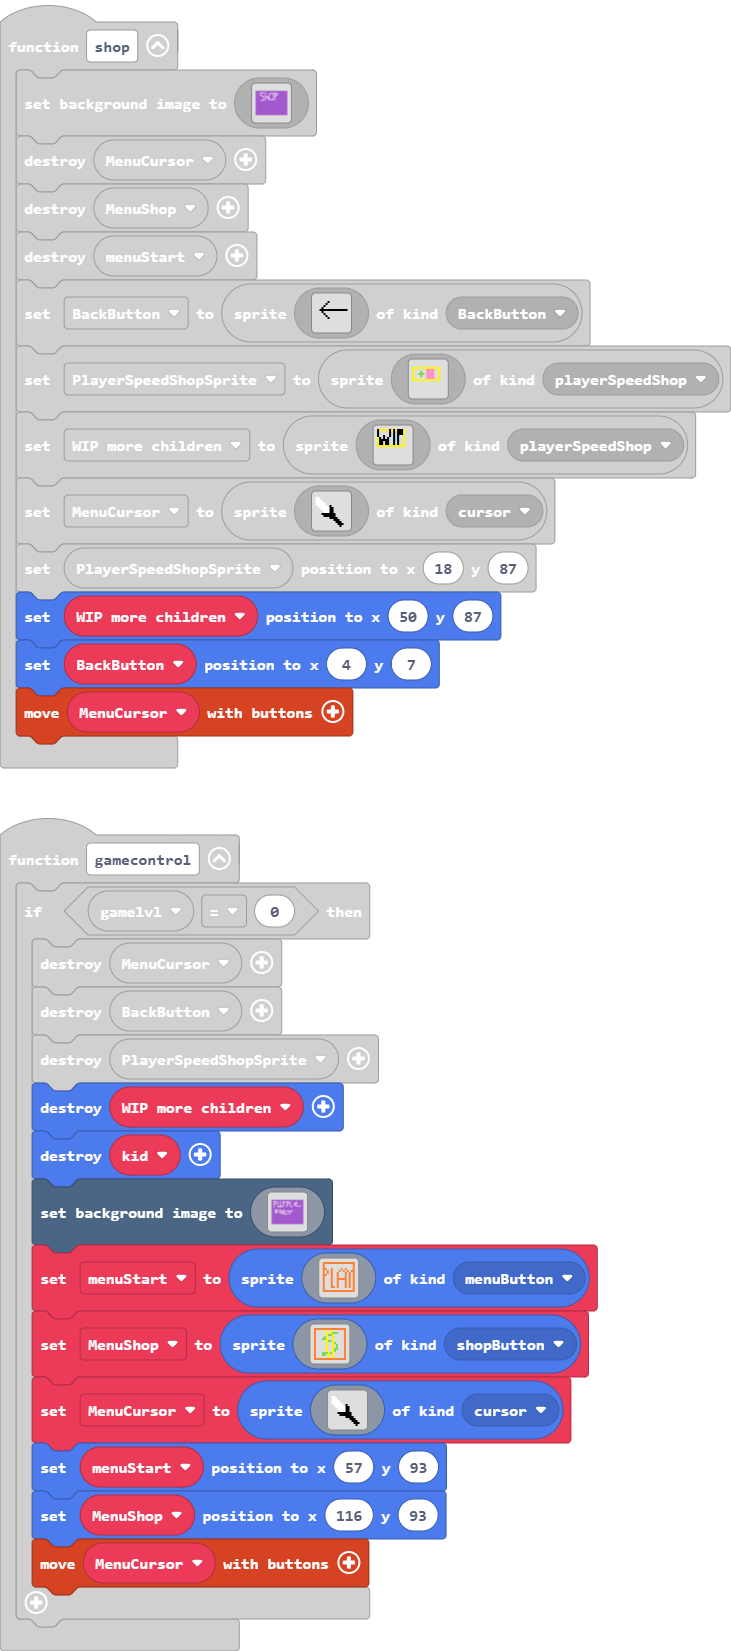 function shop
set background image to SHOP
destroy MenuCursor
destroy MenuShop
destroy menuStart
set BackButton to sprite of kind BackButton
set PlayerSpeedShopSprite to sprite of kind playerSpeedShop
set WIP more children to sprite WIP of kind playerSpeedShop
set MenuCursor to sprite of kind cursor
set PlayerSpeedShopSprite position to x 18 y 87
set WIP more children position to x 50 y 87
set BackButton position to x 4 y 7
move MenuCursor with buttons
function gamecontrol
if gamelvl = 0 then
destroy MenuCursor
destroy BackButton
destroy PlayerSpeedShopSprite
destroy WIP more children
destroy kid
set background image to
set menuStart to sprite PLAY of kind menuButton
set MenuShop to sprite $ of kind shopButton
set MenuCursor to sprite of kind cursor
set menuStart position to x 57 y 93
set MenuShop position to x 116 y 93
move MenuCursor with buttons